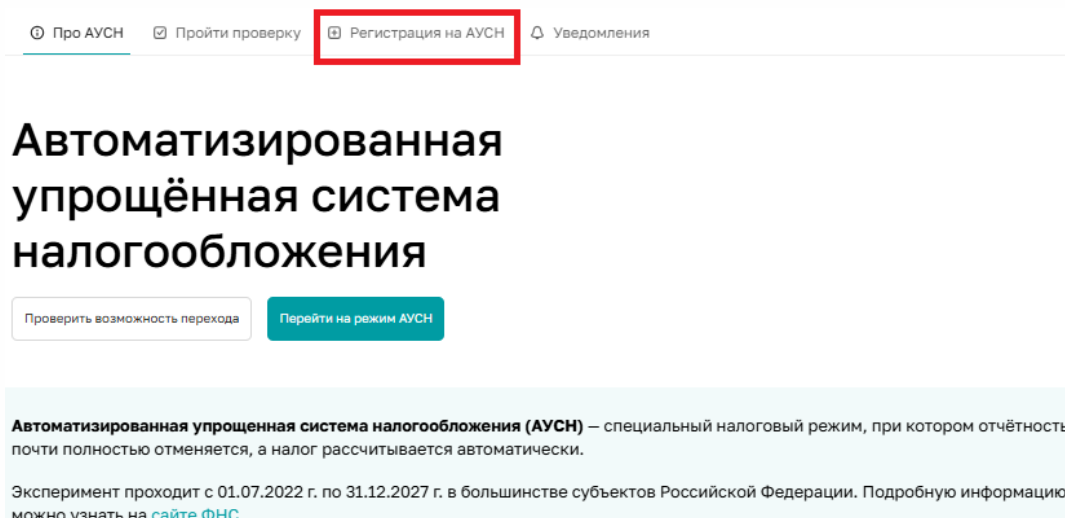 Про АУСН Пройти проверку Регистрация на АУСН Уведомления
Автоматизированная
упрощённая система
налогообложения
Проверить возможность перехода Перейти на режим АУСН
Автоматизированная упрощенная система налогообложения (АУСН) — специальный налоговый режим, при котором отчётность
почти полностью отменяется, а налог рассчитывается автоматически.
Эксперимент проходит с 01.07.2022 г. по 31.12.2027 г. в большинстве субъектов Российской Федерации. Подробную информацию
можно узнать на сайте ФНС